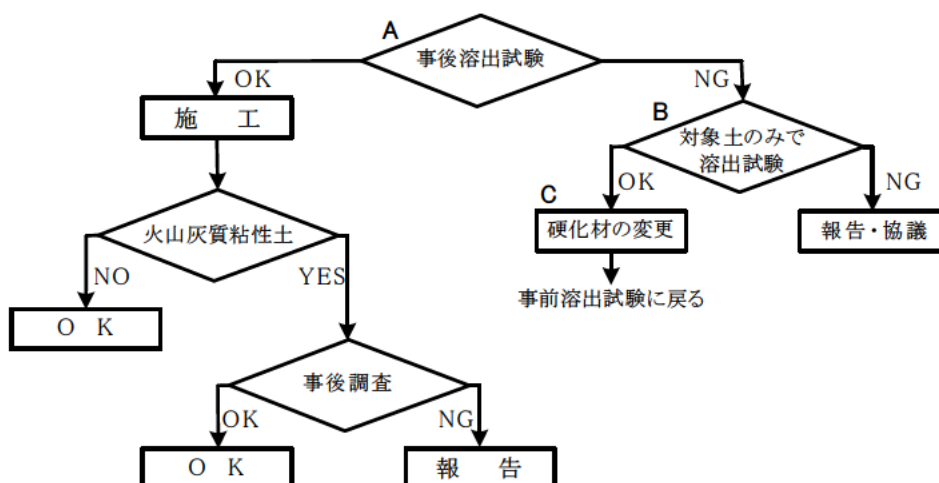 A
事後溶出試験
OK
NG
施 工
B
対象土のみで
溶出試験
OK
NG
C
硬化材の変更
報告・協議
火山灰質粘性土
NO
YES
事前溶出試験に戻る
O K
事後調査
OK
NG
O K
報 告